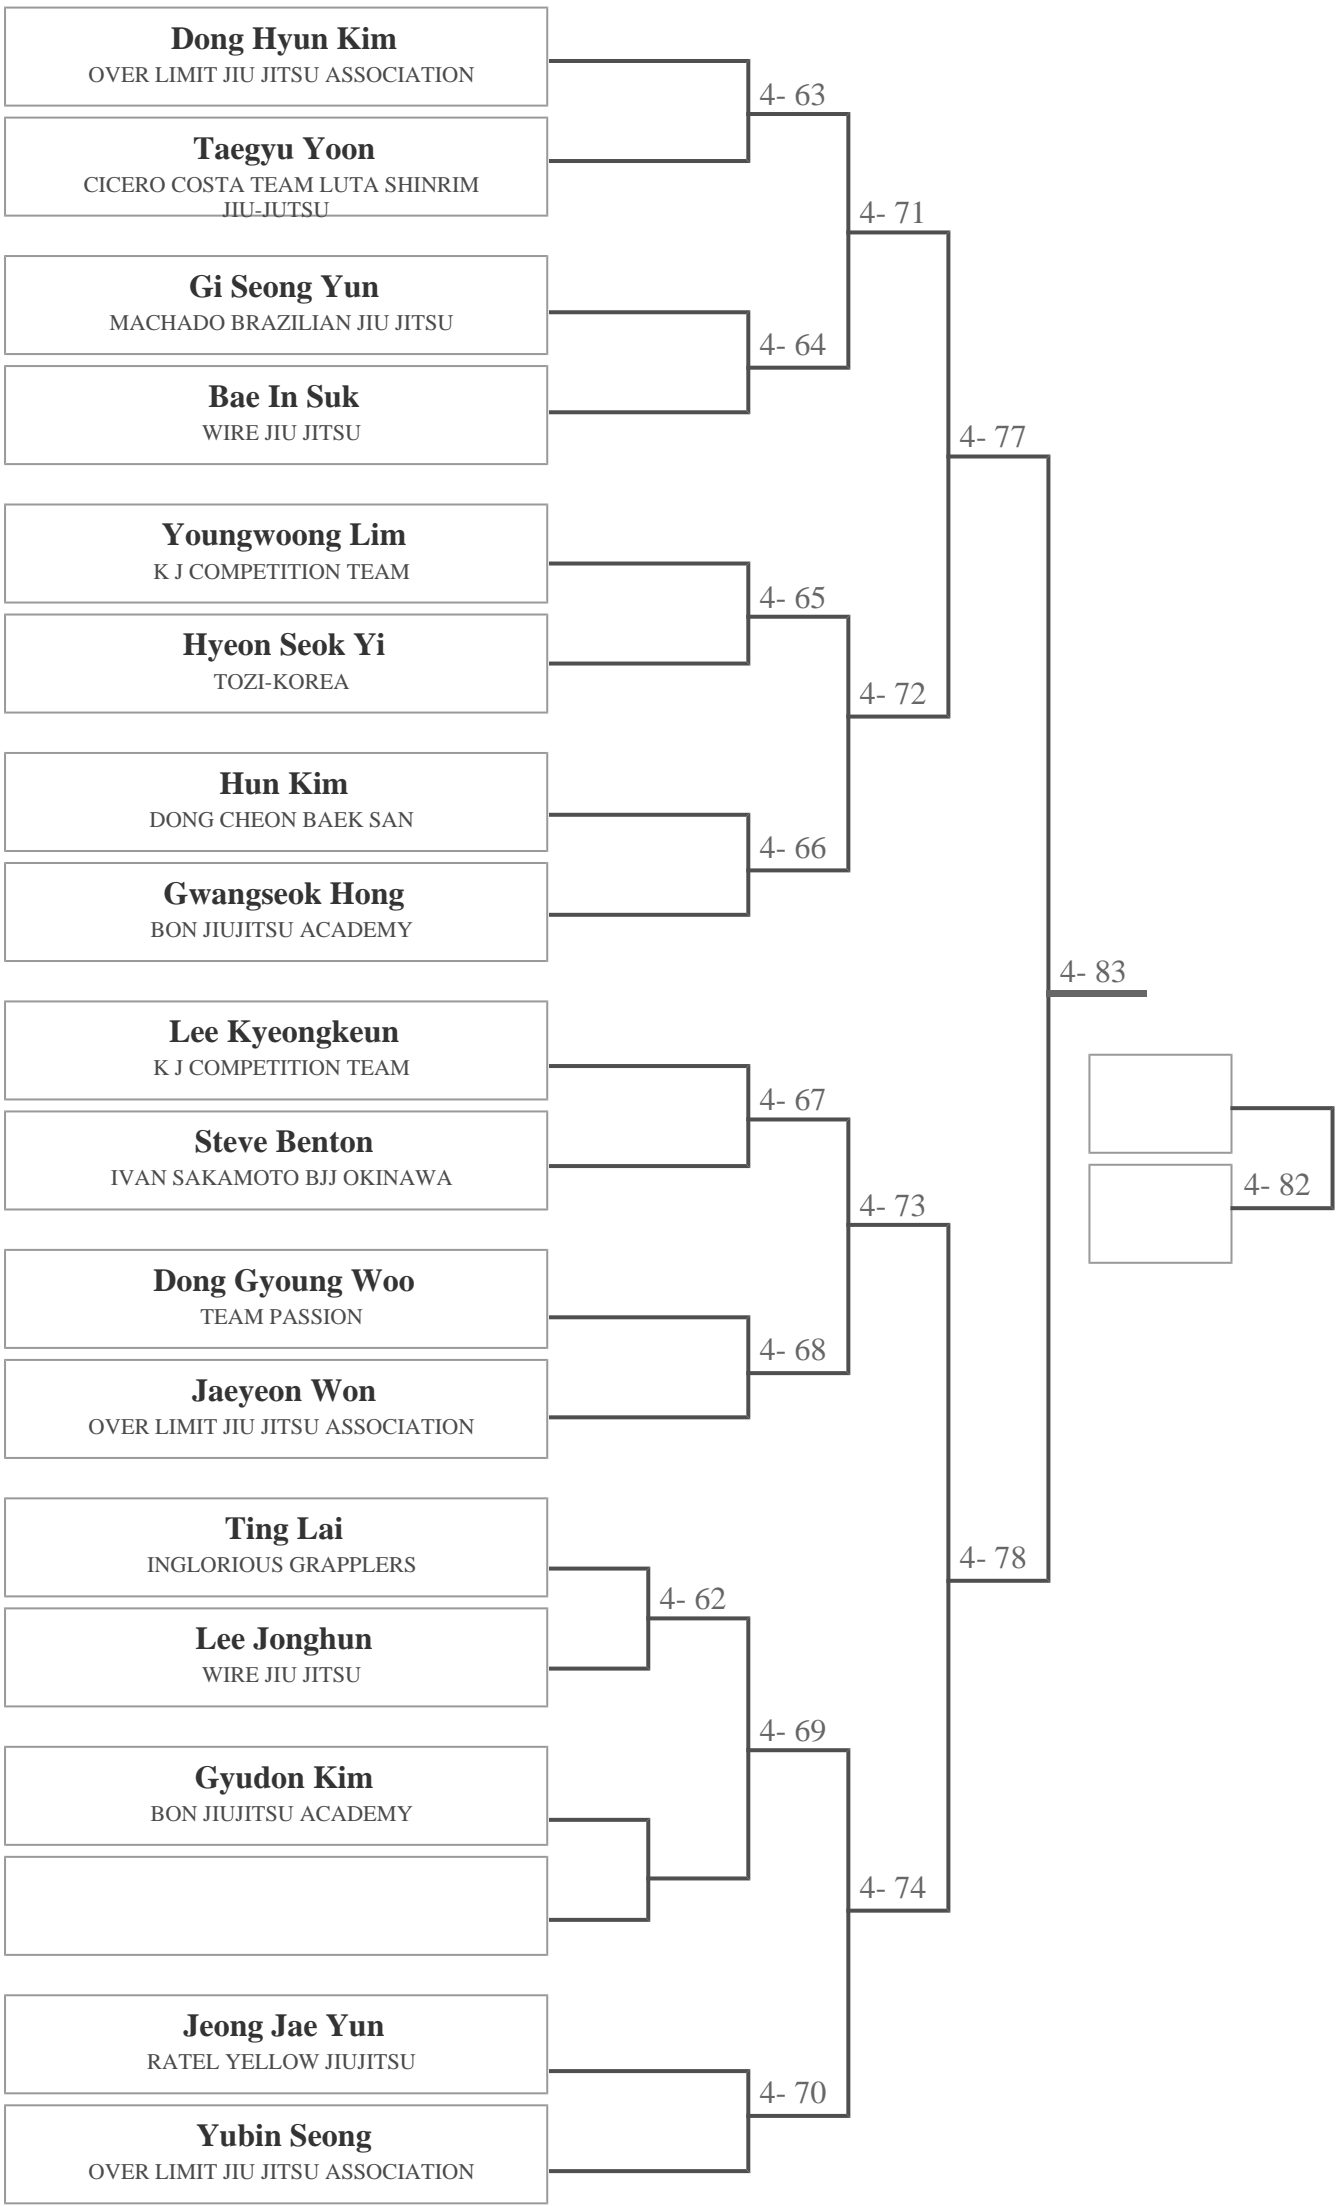 Dong Hyun Kim
OVER LIMIT JIU JITSU ASSOCIATION
4- 63
Taegyu Yoon
CICERO COSTA TEAM LUTA SHINRIM
JIU-JUTSU
4- 71
Gi Seong Yun
MACHADO BRAZILIAN JIU JITSU
4- 64
Bae In Suk
WIRE JIU JITSU
4- 77
Youngwoong Lim
K J COMPETITION TEAM
4- 65
Hyeon Seok Yi
TOZI-KOREA
4- 72
Hun Kim
DONG CHEON BAEK SAN
4- 66
Gwangseok Hong
BON JIUJITSU ACADEMY
4- 83
Lee Kyeongkeun
K J COMPETITION TEAM
4- 67
Steve Benton
IVAN SAKAMOTO BJJ OKINAWA
4- 82
4- 73
Dong Gyoung Woo
TEAM PASSION
4- 68
Jaeyeon Won
OVER LIMIT JIU JITSU ASSOCIATION
Ting Lai
INGLORIOUS GRAPPLERS
4- 78
4- 62
Lee Jonghun
WIRE JIU JITSU
4- 69
Gyudon Kim
BON JIUJITSU ACADEMY
4- 74
Jeong Jae Yun
RATEL YELLOW JIUJITSU
4- 70
Yubin Seong
OVER LIMIT JIU JITSU ASSOCIATION